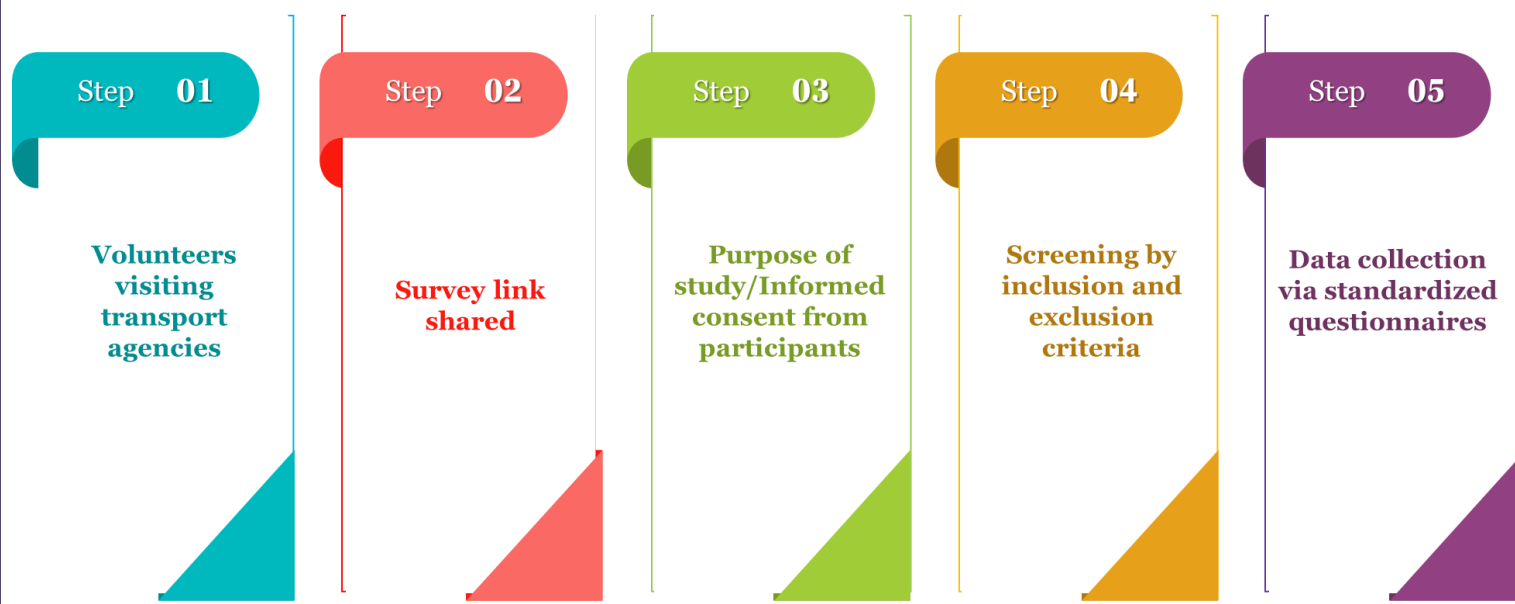 Step 01
Volunteers
visiting
transport
agencies
Step 02
Survey link
shared
Step 03
Purpose of
study/Informed
consent from
participants
Step 04
Screening by
inclusion and
exclusion
criteria
Step 05
Data collection
via standardized
questionnaires